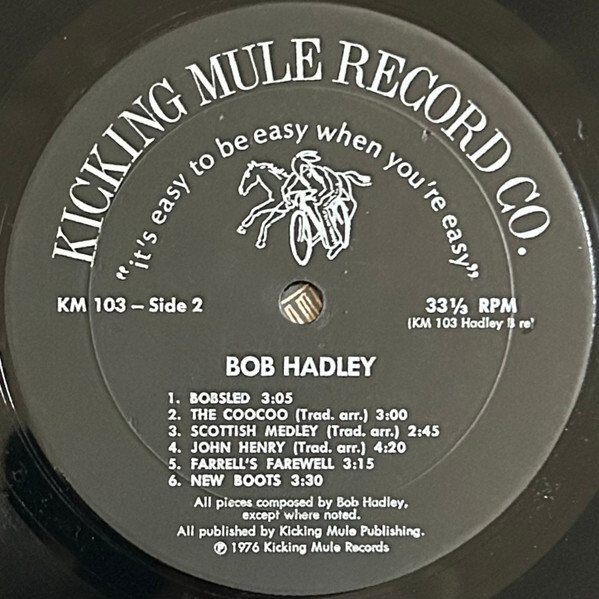 KICKING MULE RECORD CO.
"it's easy to be easy when you're easy"
KM 103 – Side 2
33⅓ RPM
(KM 103 Hadley B re)
BOB HADLEY
1. BOBSLED 3:05
2. THE COOCOO (Trad. arr.) 3:00
3. SCOTTISH MEDLEY (Trad. arr.) 2:45
4. JOHN HENRY (Trad. arr.) 4:20
5. FARRELL'S FAREWELL 3:15
6. NEW BOOTS 3:30
All pieces composed by Bob Hadley,
except where noted.
All published by Kicking Mule Publishing.
℗ 1976 Kicking Mule Records